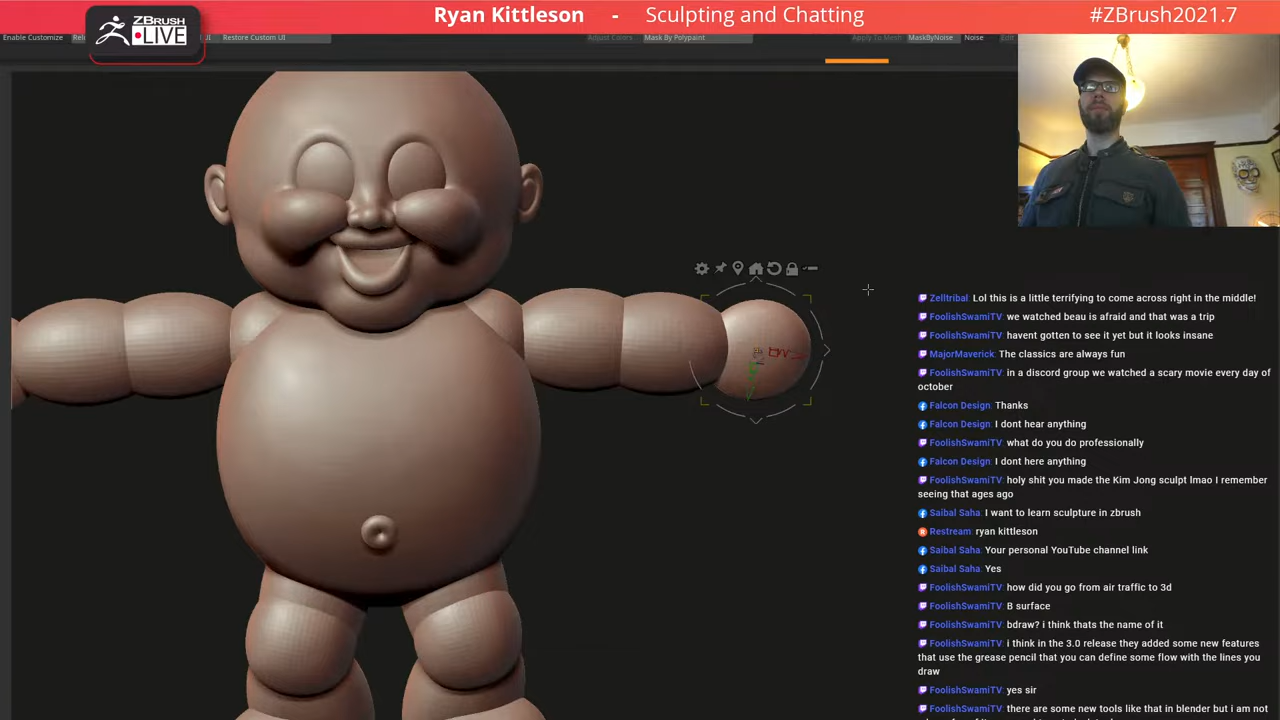 ZBRUSH
LIVE
Ryan Kittleson - Sculpting and Chatting
#ZBrush2021.7
Enable Customize
Restore Custom UI
Adjust Colors
Mask By Polypaint
Apply To Mesh
MaskByNoise
Noise
Edit
Zelltribal: Lol this is a little terrifying to come across right in the middle!
FoolishSwamiTV: we watched beau is afraid and that was a trip
FoolishSwamiTV: havent gotten to see it yet but it looks insane
MajorMaverick: The classics are always fun
FoolishSwamiTV: in a discord group we watched a scary movie every day of
october
Falcon Design: Thanks
Falcon Design: I dont hear anything
FoolishSwamiTV: what do you do professionally
Falcon Design: I dont here anything
FoolishSwamiTV: holy shit you made the Kim Jong sculpt lmao I remember
seeing that ages ago
Saibal Saha: I want to learn sculpture in zbrush
Restream: ryan kittleson
Saibal Saha: Your personal YouTube channel link
Saibal Saha: Yes
FoolishSwamiTV: how did you go from air traffic to 3d
FoolishSwamiTV: B surface
FoolishSwamiTV: bdraw? i think thats the name of it
FoolishSwamiTV: i think in the 3.0 release they added some new features
that use the grease pencil that you can define some flow with the lines you
draw
FoolishSwamiTV: yes sir
FoolishSwamiTV: there are some new tools like that in blender but i am not